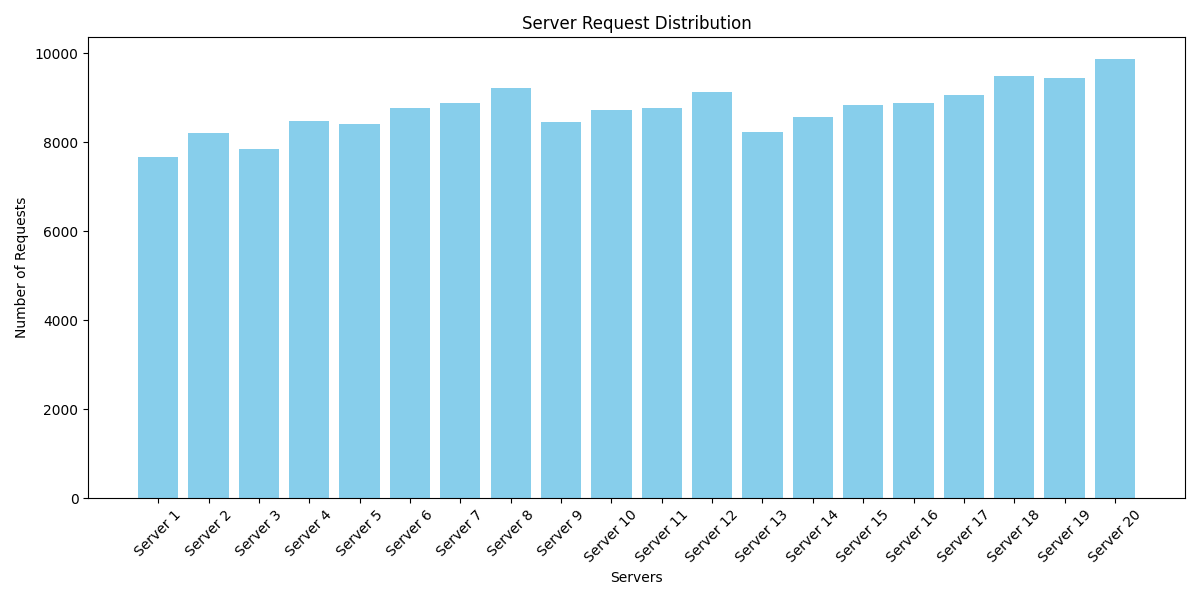 Server Request Distribution
Number of Requests
10000
8000
6000
4000
2000
0
Server 1
Server 2
Server 3
Server 4
Server 5
Server 6
Server 7
Server 8
Server 9
Server 10
Server 11
Server 12
Server 13
Server 14
Server 15
Server 16
Server 17
Server 18
Server 19
Server 20
Servers